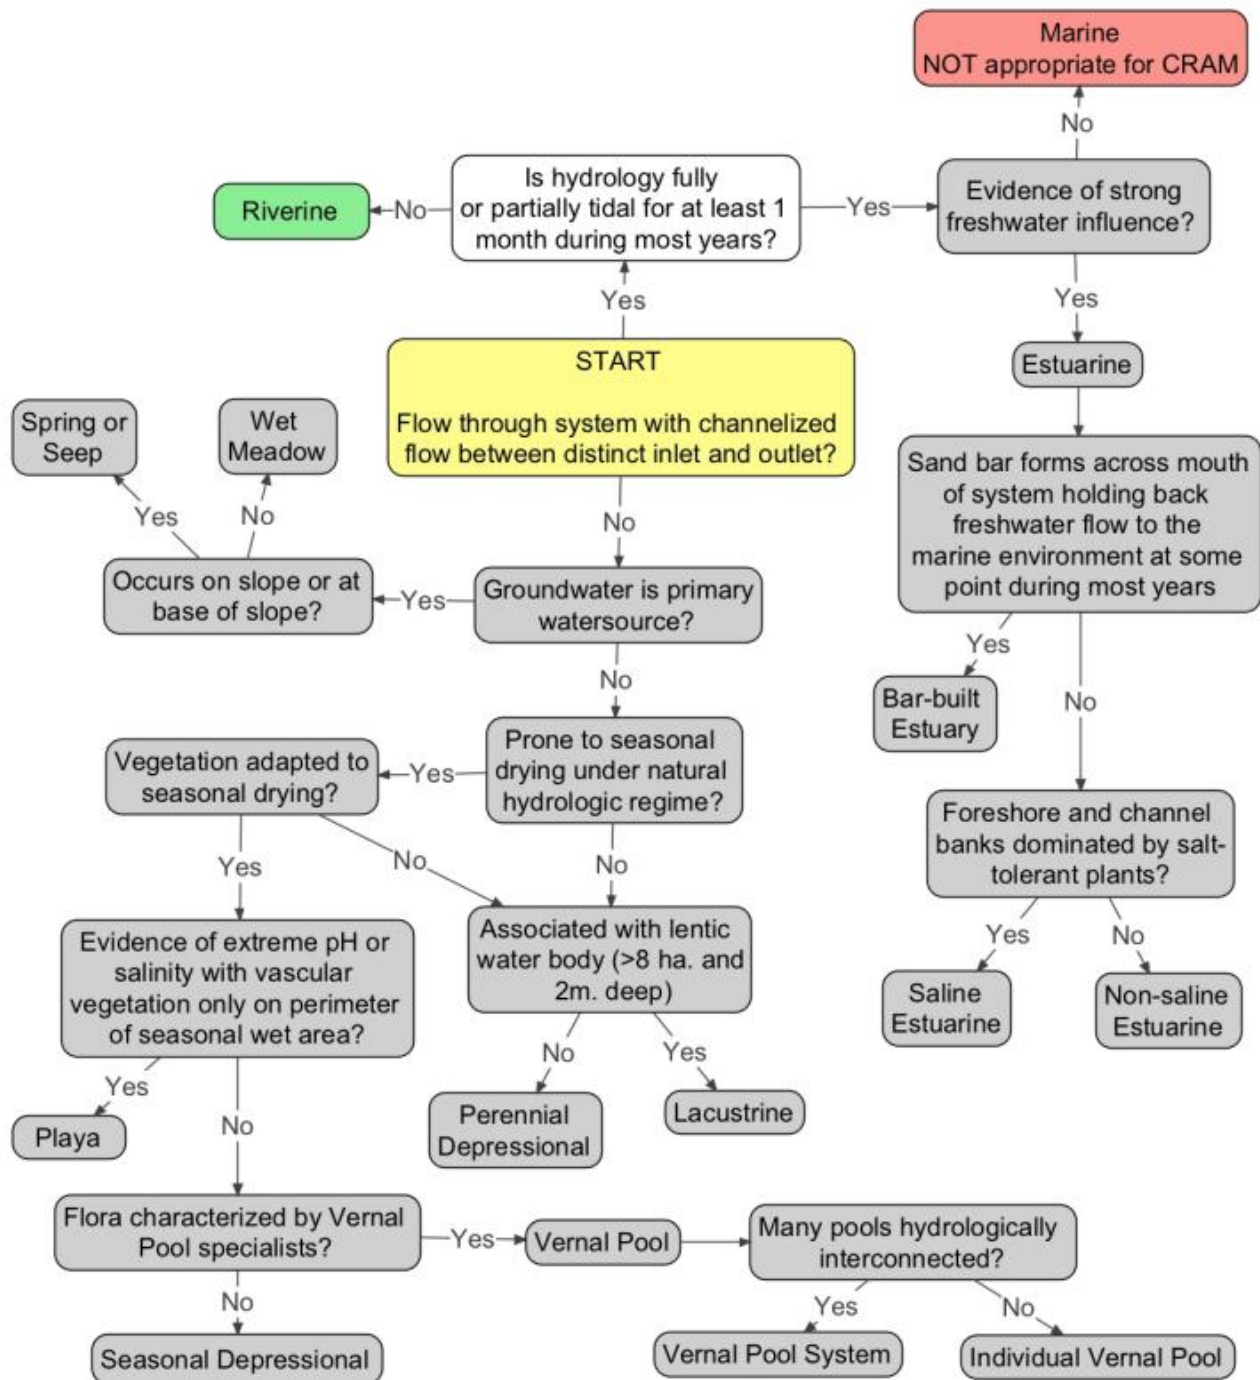 Marine
NOT appropriate for CRAM
No
Is hydrology fully
or partially tidal for at least 1
month during most years?
Riverine
No
Yes
Evidence of strong
freshwater influence?
Yes
Yes
START
Flow through system with channelized
flow between distinct inlet and outlet?
Estuarine
Spring or
Seep
Wet
Meadow
Sand bar forms across mouth
of system holding back
freshwater flow to the
marine environment at some
point during most years
Yes
No
No
Occurs on slope or at
base of slope?
Yes
Groundwater is primary
watersource?
Yes
Bar-built
Estuary
No
No
Vegetation adapted to
seasonal drying?
Yes
Prone to seasonal
drying under natural
hydrologic regime?
Foreshore and channel
banks dominated by salt-
tolerant plants?
Yes
No
No
Evidence of extreme pH or
salinity with vascular
vegetation only on perimeter
of seasonal wet area?
Associated with lentic
water body (>8 ha. and
2m. deep)
Yes
No
Saline
Estuarine
Non-saline
Estuarine
Yes
No
No
Yes
Playa
Perennial
Depressional
Lacustrine
Flora characterized by Vernal
Pool specialists?
Yes
Vernal Pool
Many pools hydrologically
interconnected?
No
Yes
No
Seasonal Depressional
Vernal Pool System
Individual Vernal Pool